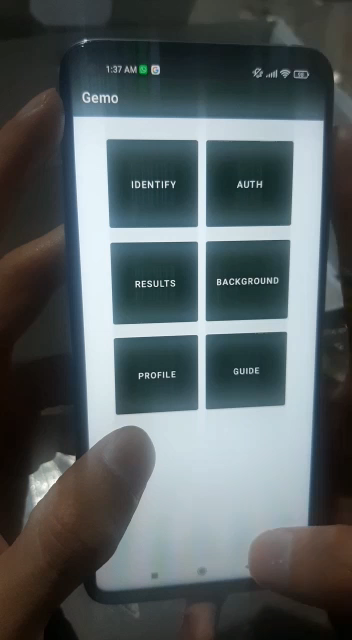 1:37 AM
Gemo
IDENTIFY AUTH
RESULTS BACKGROUND
PROFILE GUIDE